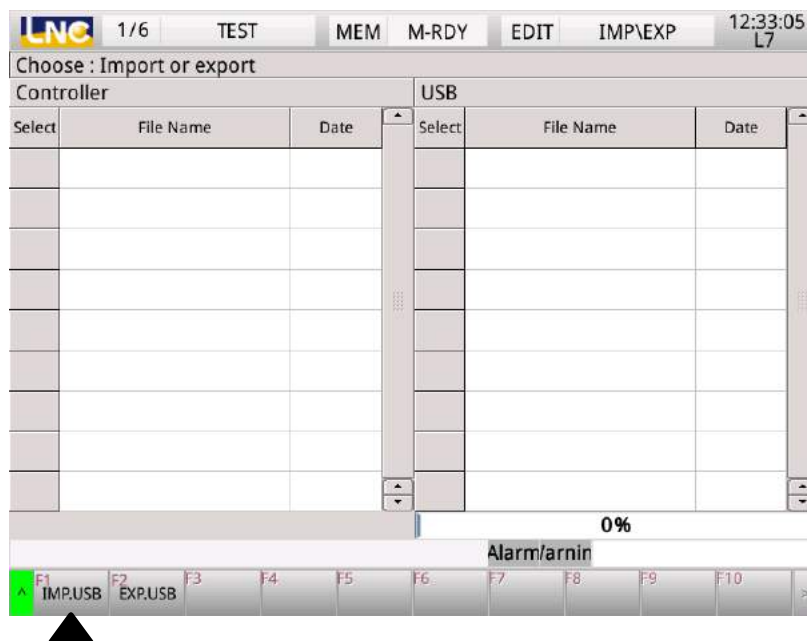 LNC 1/6 TEST MEM M-RDY EDIT IMP\EXP 12:33:05
L7
Choose : Import or export
Controller USB
Select File Name Date Select File Name Date
0%
Alarm/arnin
^ F1 F2 F3 F4 F5 F6 F7 F8 F9 F10 >
IMP.USB EXP.USB